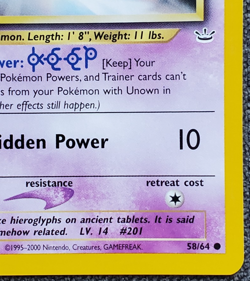 mon. Length: 1' 8", Weight: 11 lbs.
wer: KEEP [Keep] Your
Pokémon Powers, and Trainer cards can't
s from your Pokémon with Unown in
her effects still happen.)
idden Power 10
resistance retreat cost
e hieroglyphs on ancient tablets. It is said
mehow related. LV. 14 #201
©1995-2000 Nintendo, Creatures, GAMEFREAK. 58/64 ●